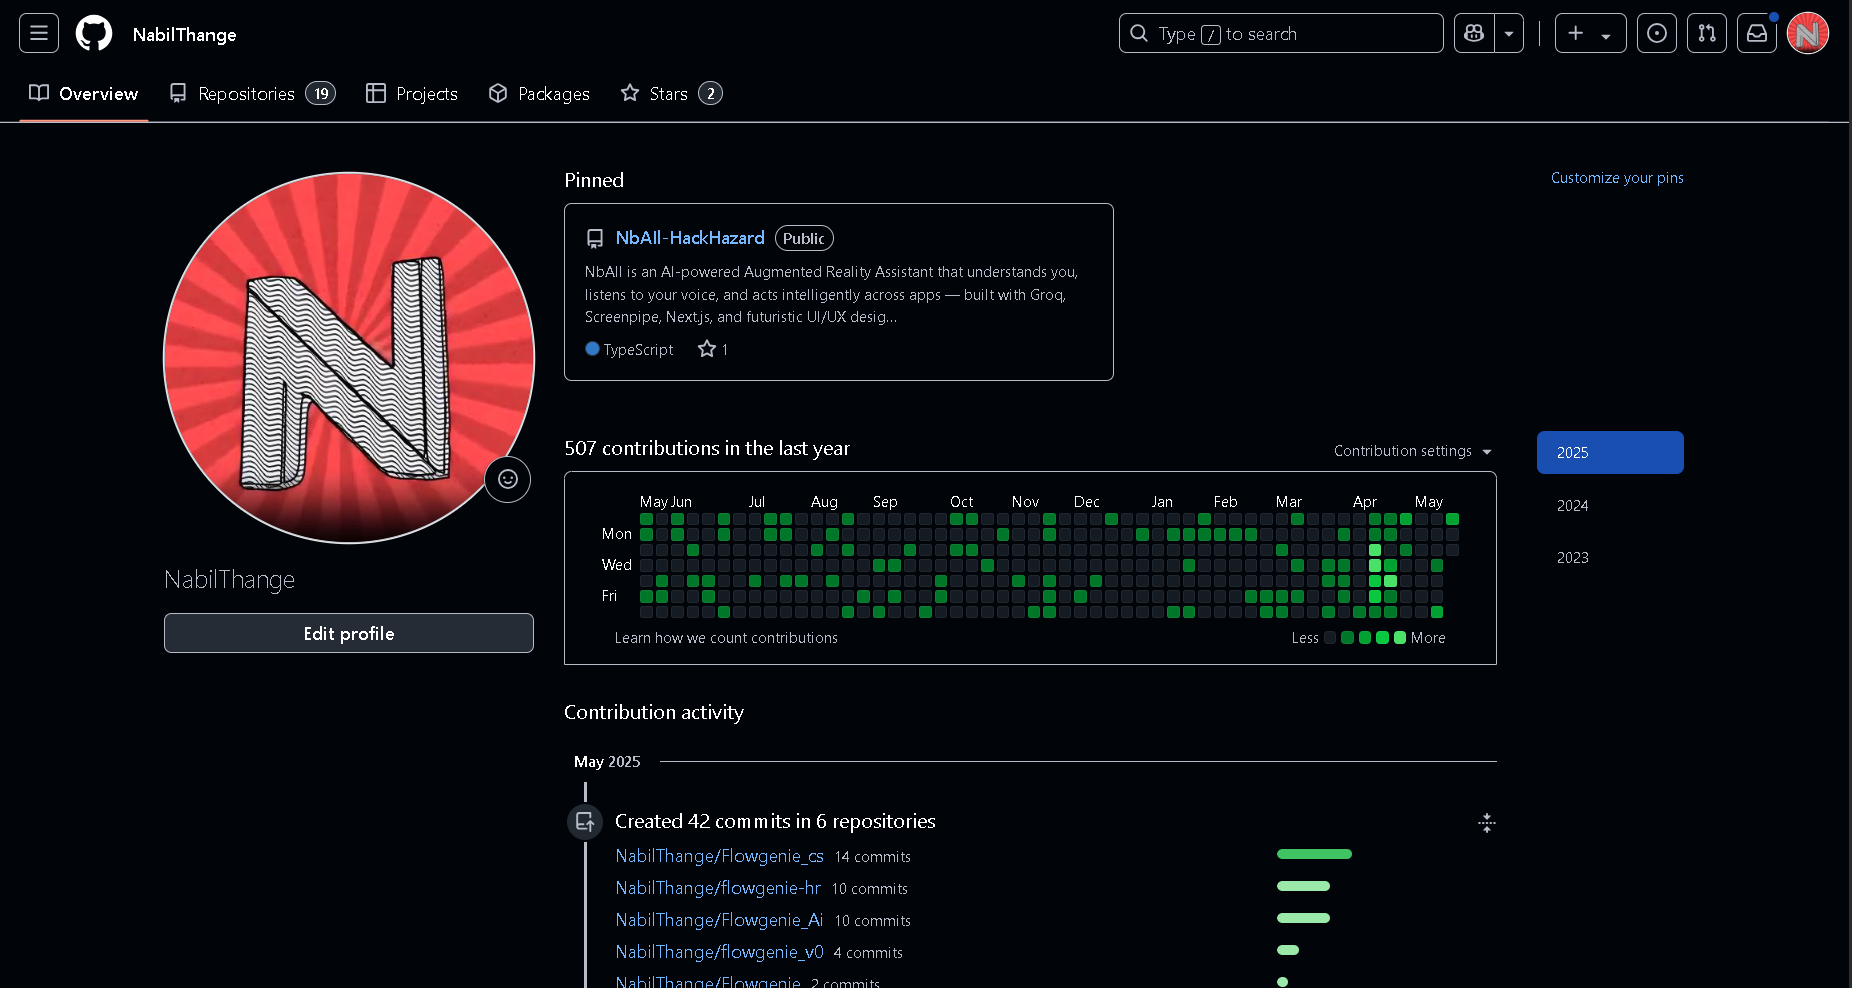 NabilThange
Type / to search
Overview
Repositories 19
Projects
Packages
Stars 2
N
Pinned
Customize your pins
NbAIl-HackHazard Public
NbAIl is an AI-powered Augmented Reality Assistant that understands you,
listens to your voice, and acts intelligently across apps — built with Groq,
Screenpipe, Next.js, and futuristic UI/UX desig...
TypeScript 1
NabilThange
Edit profile
507 contributions in the last year
Contribution settings
2025
2024
2023
May Jun Jul Aug Sep Oct Nov Dec Jan Feb Mar Apr May
Mon
Wed
Fri
Learn how we count contributions
Less More
Contribution activity
May 2025
Created 42 commits in 6 repositories
NabilThange/Flowgenie_cs 14 commits
NabilThange/flowgenie-hr 10 commits
NabilThange/Flowgenie_Ai 10 commits
NabilThange/flowgenie_v0 4 commits
NabilThange/Flowgenie 2 commits